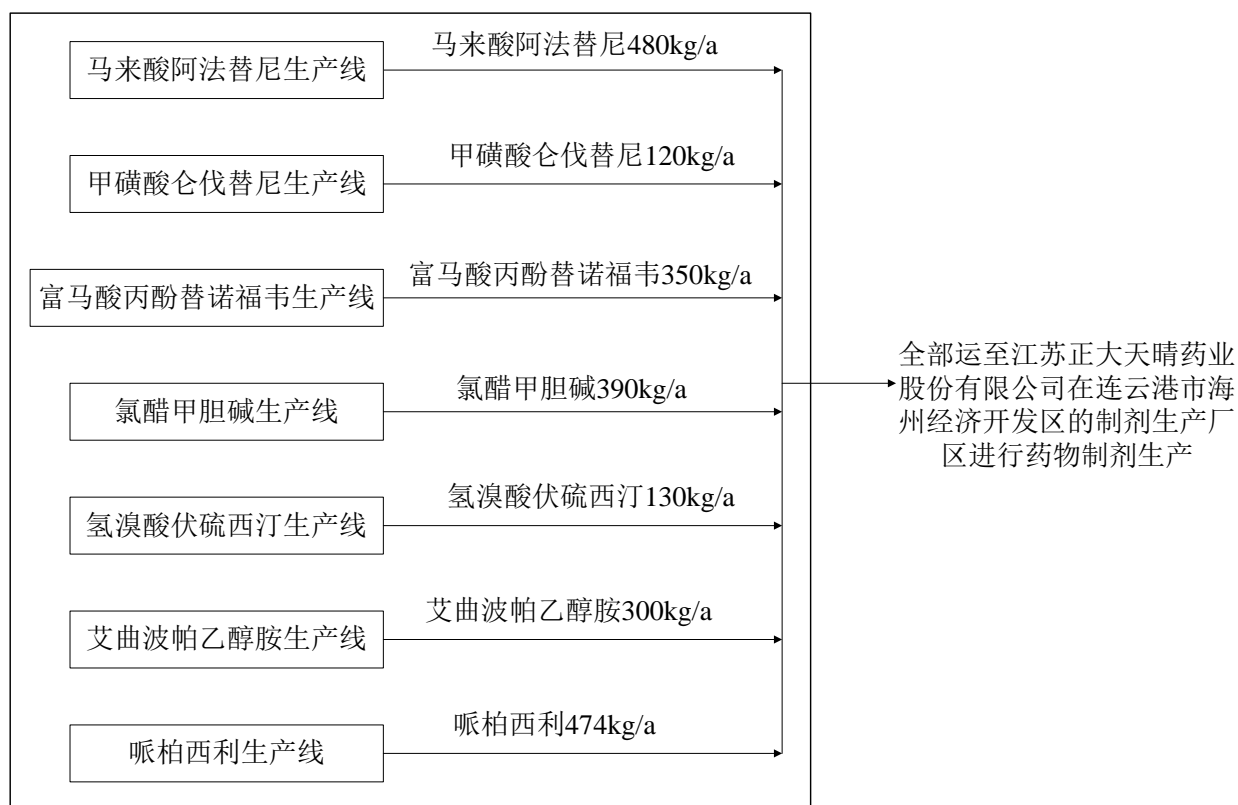 马来酸阿法替尼生产线
马来酸阿法替尼480kg/a
甲磺酸仑伐替尼生产线
甲磺酸仑伐替尼120kg/a
富马酸丙酚替诺福韦生产线
富马酸丙酚替诺福韦350kg/a
氯醋甲胆碱生产线
氯醋甲胆碱390kg/a
氢溴酸伏硫西汀生产线
氢溴酸伏硫西汀130kg/a
艾曲波帕乙醇胺生产线
艾曲波帕乙醇胺300kg/a
哌柏西利生产线
哌柏西利474kg/a
全部运至江苏正大天晴药业
股份有限公司在连云港市海
州经济开发区的制剂生产厂
区进行药物制剂生产